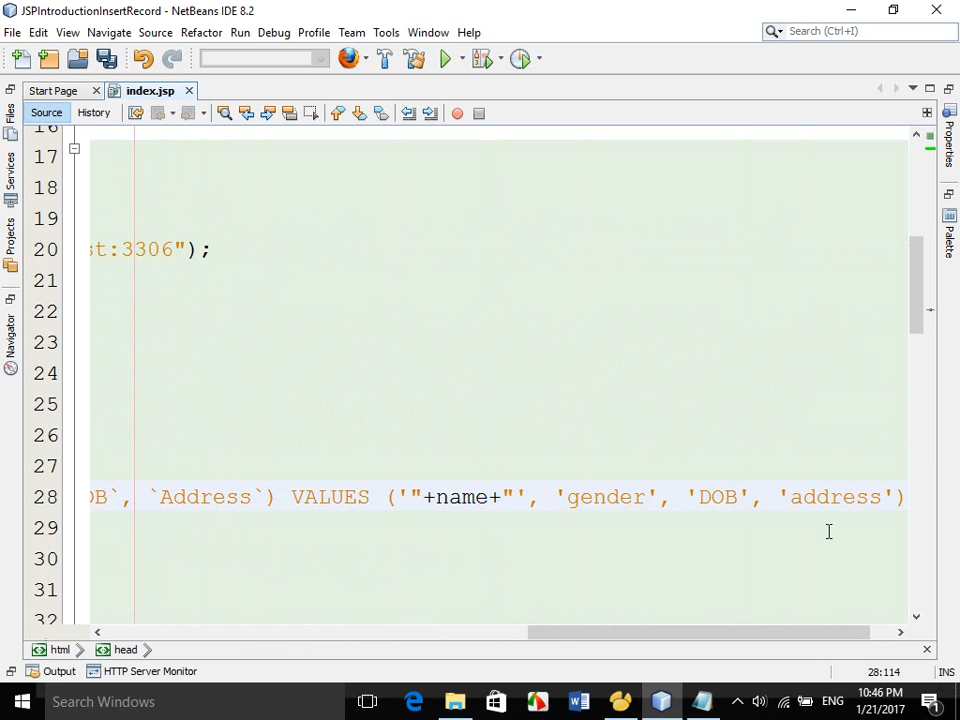 JSPIntroductionInsertRecord - NetBeans IDE 8.2
File Edit View Navigate Source Refactor Run Debug Profile Team Tools Window Help
Search (Ctrl+I)
Start Page
index.jsp
Source
History
Files
Services
Projects
Navigator
Properties
Palette
16
17
18
19
20 st:3306");
21
22
23
24
25
26
27
28 OB`, `Address`) VALUES ('"+name+"', 'gender', 'DOB', 'address')
29
30
31
32
html
head
Output
HTTP Server Monitor
28:114
INS
Search Windows
ENG
10:46 PM
1/21/2017
1